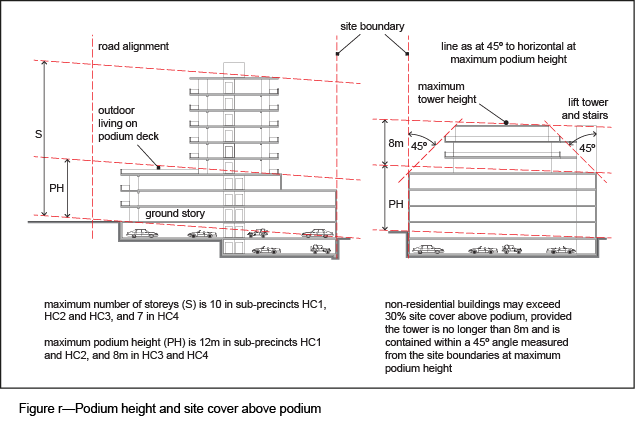 site boundary
road alignment
line as at 45º to horizontal at
maximum podium height
maximum
tower height
lift tower
and stairs
outdoor
living on
podium deck
S
8m
45º
45º
PH
PH
ground story
maximum number of storeys (S) is 10 in sub-precincts HC1,
HC2 and HC3, and 7 in HC4
maximum podium height (PH) is 12m in sub-precincts HC1
and HC2, and 8m in HC3 and HC4
non-residential buildings may exceed
30% site cover above podium, provided
the tower is no longer than 8m and is
contained within a 45º angle measured
from the site boundaries at maximum
podium height
Figure r—Podium height and site cover above podium